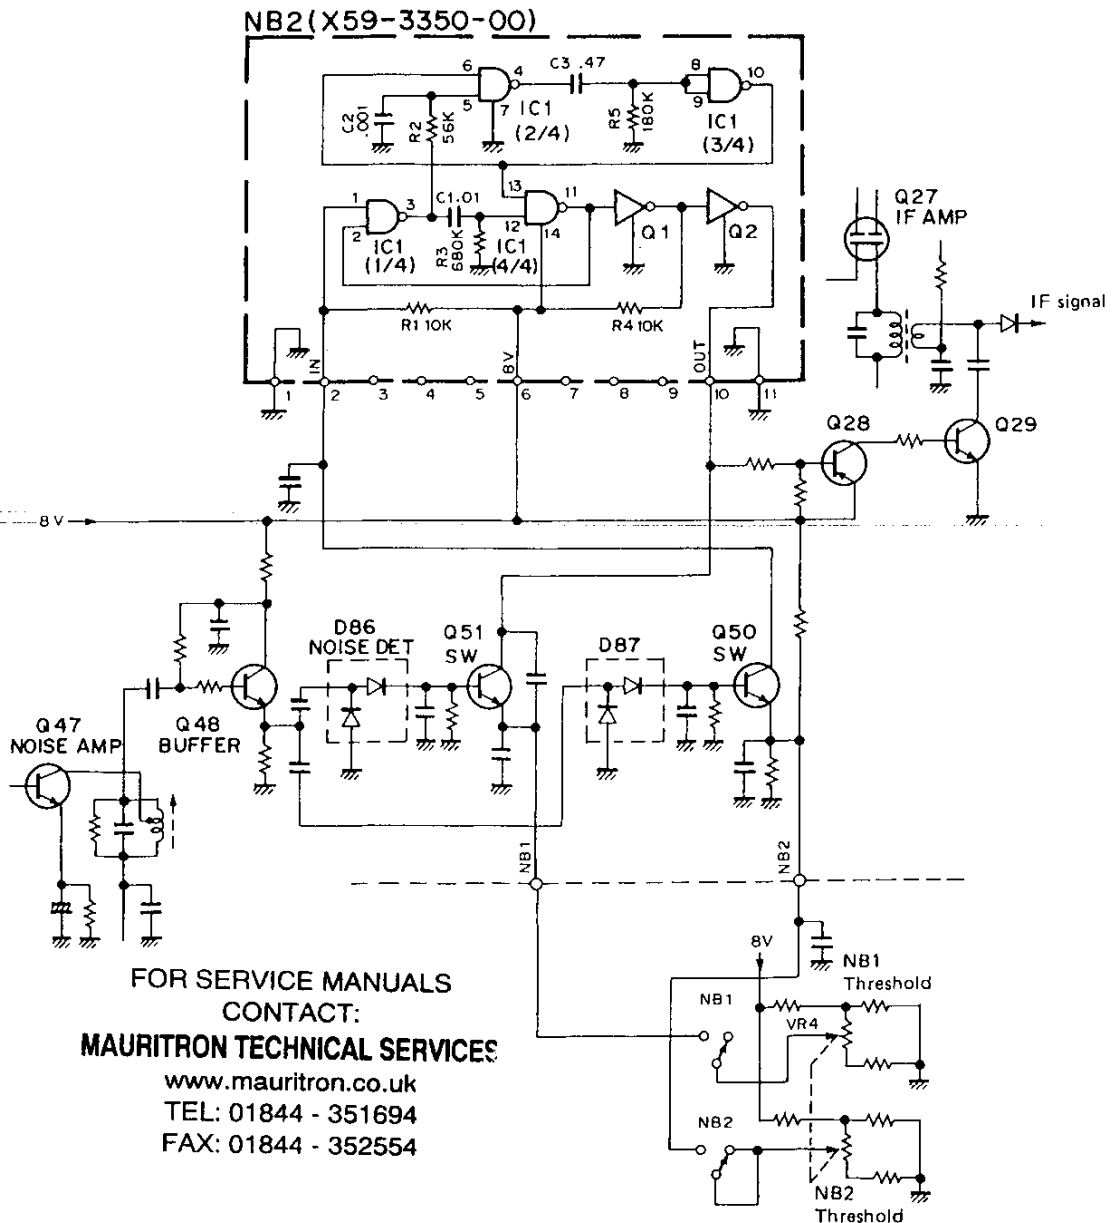 NB2(X59-3350-00)
C3 .47
6
4
8
10
5
7
9
C2
.001
R2
56K
IC1
(2/4)
R5
180K
IC1
(3/4)
1
3
C1 .01
13
11
2
12
14
IC1
(1/4)
R3
680K
IC1
(4/4)
Q1
Q2
Q27
IF AMP
R1 10K
R4 10K
IF signal
IN
8V
OUT
1
2
3
4
5
6
7
8
9
10
11
Q28
Q29
8V
D86
NOISE DET
Q51
SW
D87
Q50
SW
Q47
NOISE AMP
Q48
BUFFER
NB1
NB2
8V
NB1
Threshold
NB1
VR4
NB2
NB2
Threshold
FOR SERVICE MANUALS
CONTACT:
MAURITRON TECHNICAL SERVICES
www.mauritron.co.uk
TEL: 01844 - 351694
FAX: 01844 - 352554